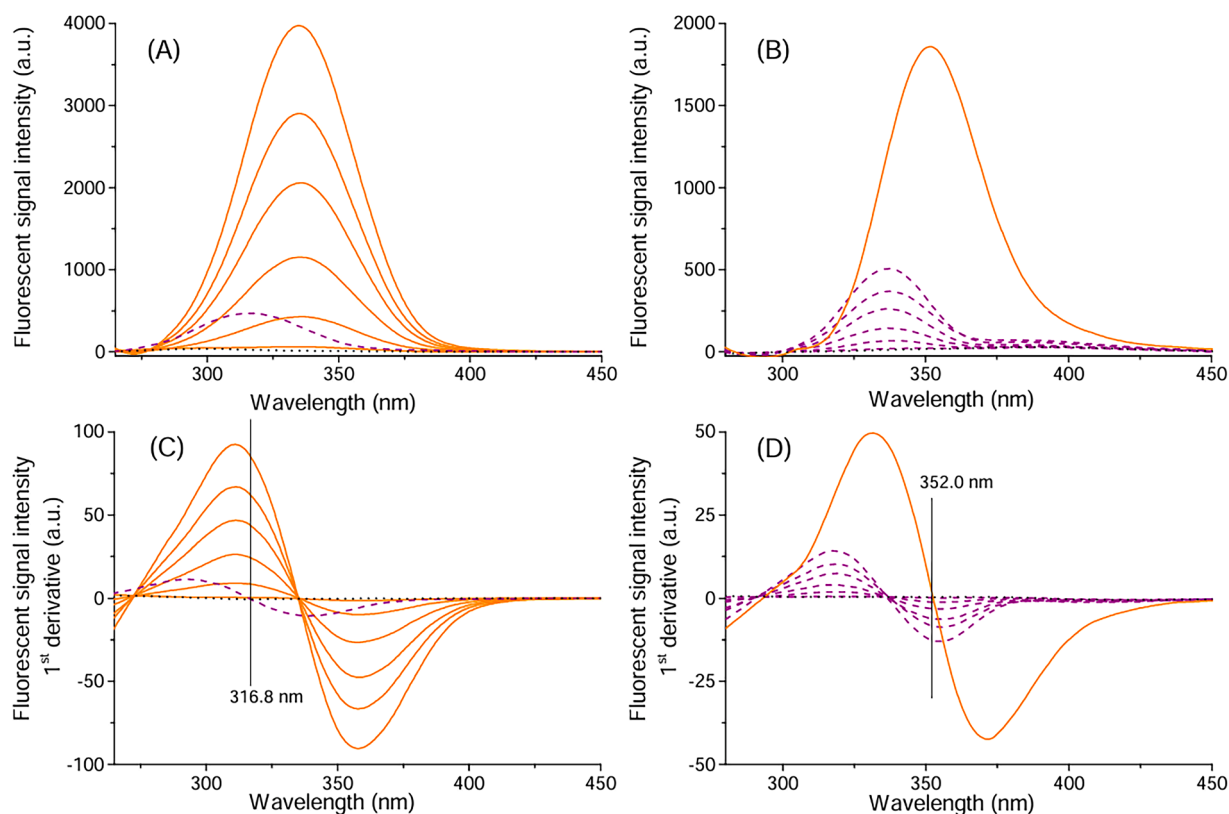 (A)
Fluorescent signal intensity (a.u.)
4000
3000
2000
1000
0
300
350
400
450
Wavelength (nm)
(B)
Fluorescent signal intensity (a.u.)
2000
1500
1000
500
0
300
350
400
450
Wavelength (nm)
(C)
Fluorescent signal intensity
1st derivative (a.u.)
100
50
0
-50
-100
316.8 nm
300
350
400
450
Wavelength (nm)
(D)
Fluorescent signal intensity
1st derivative (a.u.)
50
25
0
-25
-50
352.0 nm
300
350
400
450
Wavelength (nm)